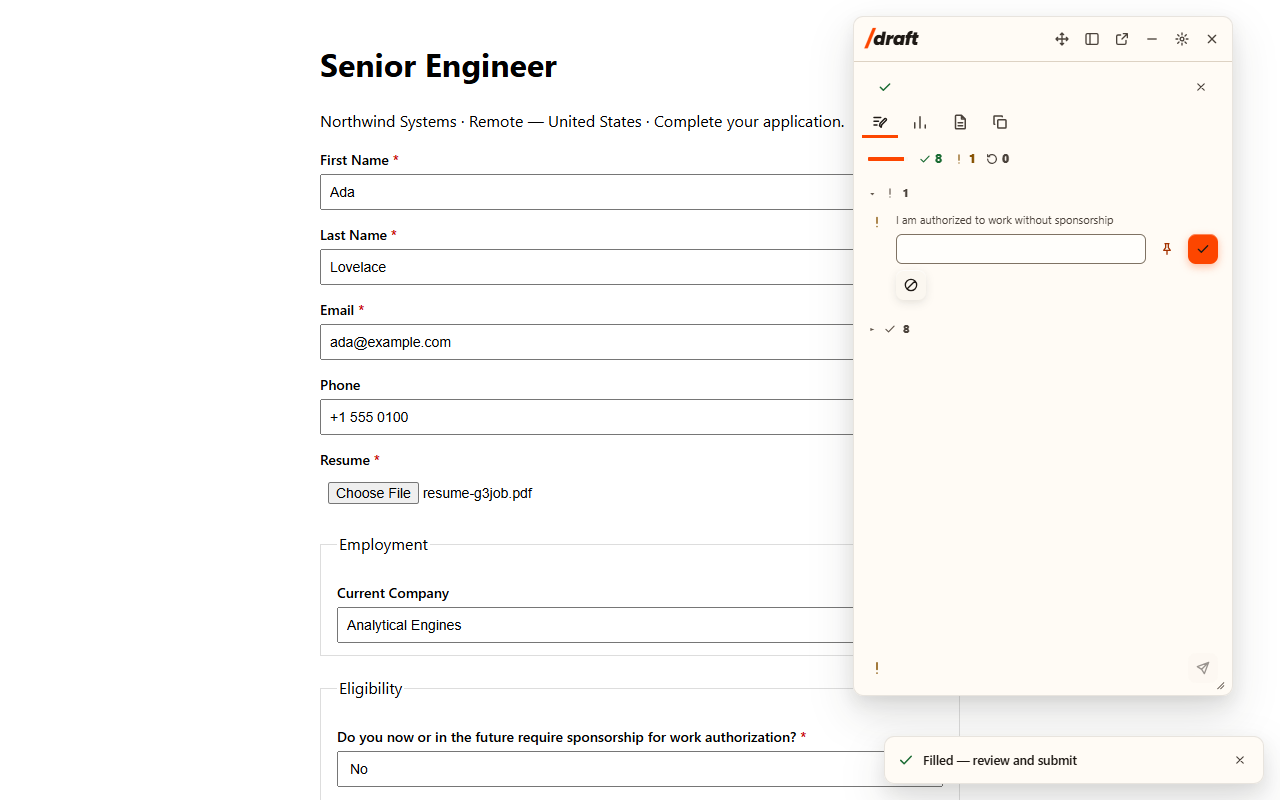 Senior Engineer
Northwind Systems · Remote — United States · Complete your application.
First Name *
Ada
Last Name *
Lovelace
Email *
ada@example.com
Phone
+1 555 0100
Resume *
Choose File resume-g3job.pdf
Employment
Current Company
Analytical Engines
Eligibility
Do you now or in the future require sponsorship for work authorization? *
No
/draft
8 ! 1 0
! 1
! I am authorized to work without sponsorship
8
!
Filled — review and submit